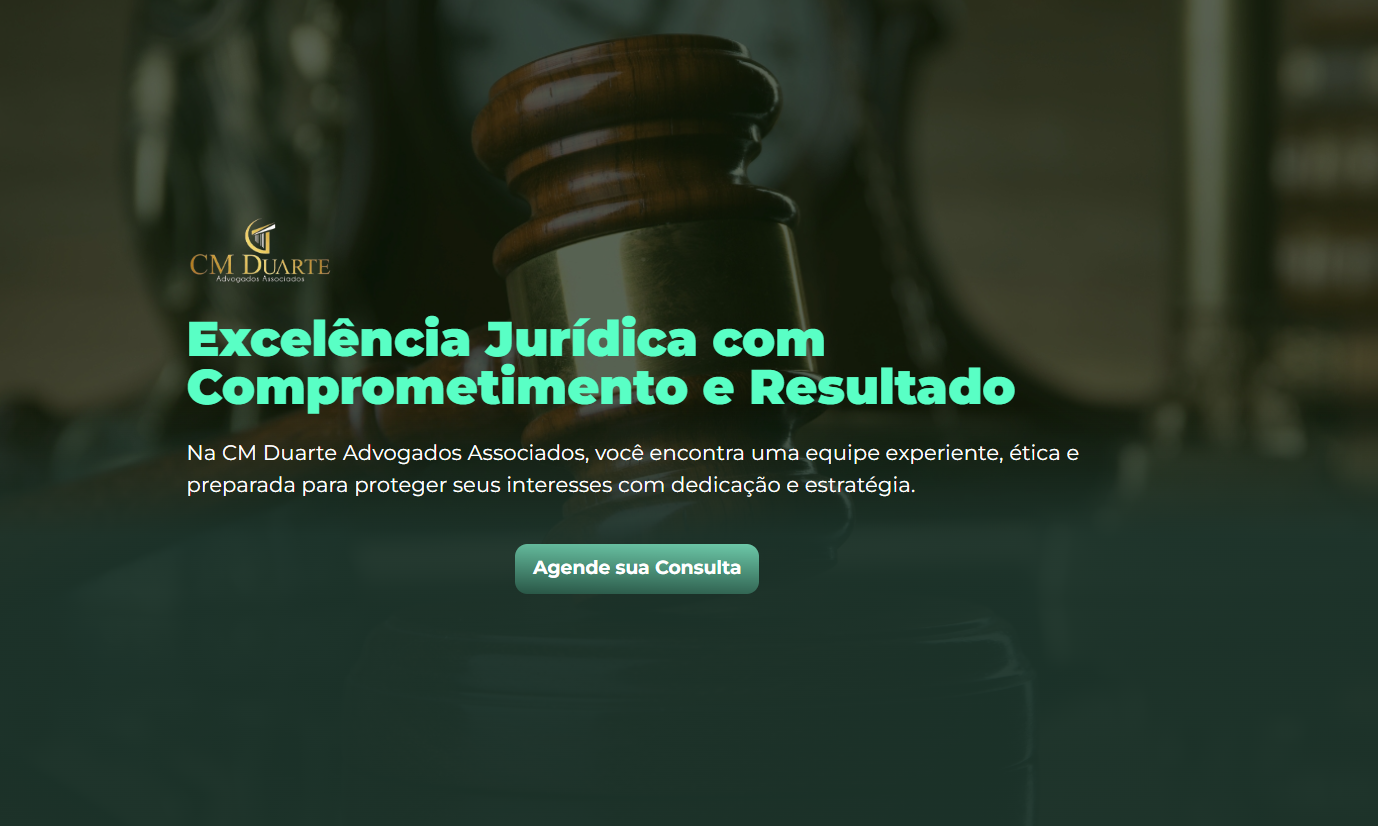 CM DUARTE
Advogados Associados
Excelência Jurídica com
Comprometimento e Resultado
Na CM Duarte Advogados Associados, você encontra uma equipe experiente, ética e
preparada para proteger seus interesses com dedicação e estratégia.
Agende sua Consulta